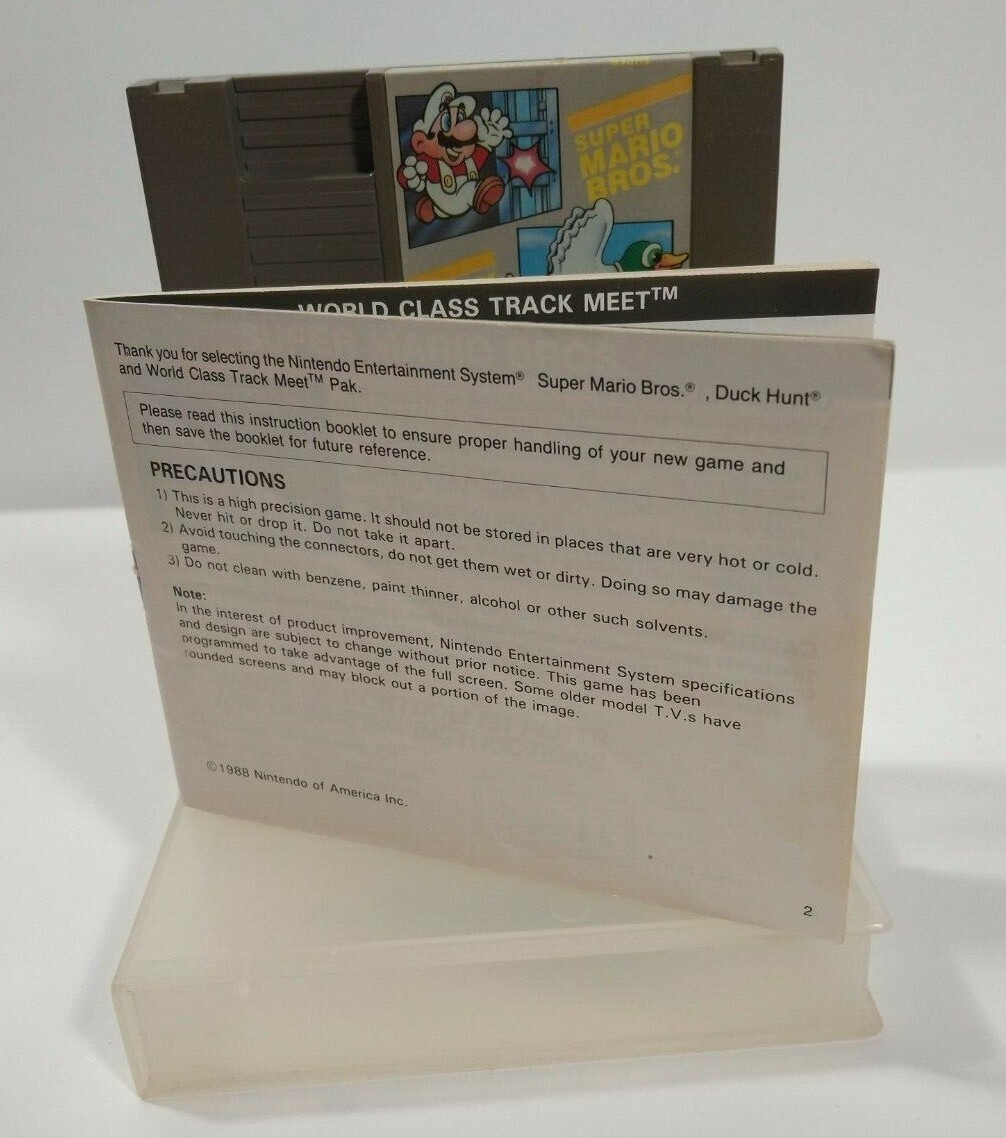 SUPER
MARIO
BROS.
WORLD CLASS TRACK MEET™
Thank you for selecting the Nintendo Entertainment System® Super Mario Bros.® , Duck Hunt®
and World Class Track Meet™ Pak.
Please read this instruction booklet to ensure proper handling of your new game and
then save the booklet for future reference.
PRECAUTIONS
1) This is a high precision game. It should not be stored in places that are very hot or cold.
Never hit or drop it. Do not take it apart.
2) Avoid touching the connectors, do not get them wet or dirty. Doing so may damage the
game.
3) Do not clean with benzene, paint thinner, alcohol or other such solvents.
Note:
In the interest of product improvement, Nintendo Entertainment System specifications
and design are subject to change without prior notice. This game has been
programmed to take advantage of the full screen. Some older model T.V.s have
rounded screens and may block out a portion of the image.
©1988 Nintendo of America Inc.
2